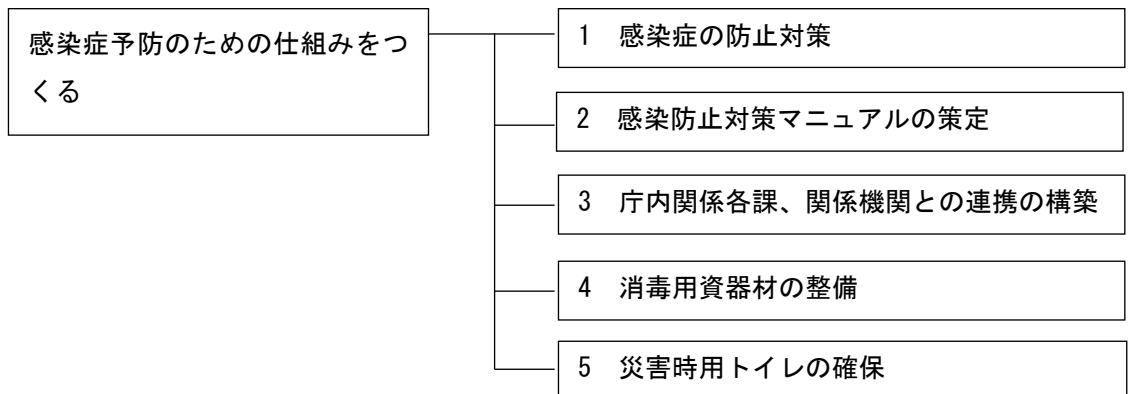 感染症予防のための仕組みをつ
くる
1　感染症の防止対策
2　感染防止対策マニュアルの策定
3　庁内関係各課、関係機関との連携の構築
4　消毒用資器材の整備
5　災害時用トイレの確保